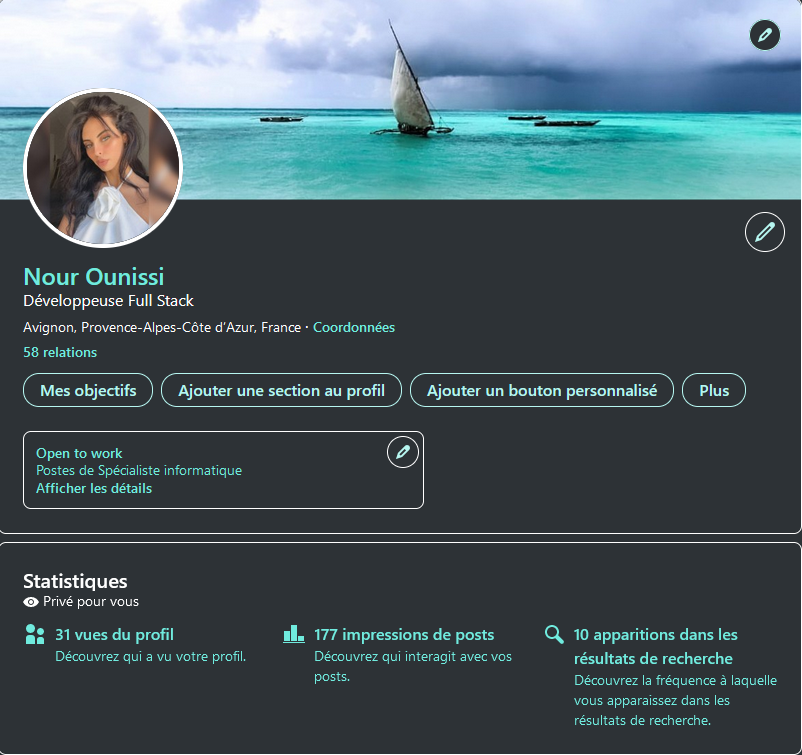 Nour Ounissi
Développeuse Full Stack
Avignon, Provence-Alpes-Côte d’Azur, France · Coordonnées
58 relations
Mes objectifs
Ajouter une section au profil
Ajouter un bouton personnalisé
Plus
Open to work
Postes de Spécialiste informatique
Afficher les détails
Statistiques
Privé pour vous
31 vues du profil
Découvrez qui a vu votre profil.
177 impressions de posts
Découvrez qui interagit avec vos
posts.
10 apparitions dans les
résultats de recherche
Découvrez la fréquence à laquelle
vous apparaissez dans les
résultats de recherche.